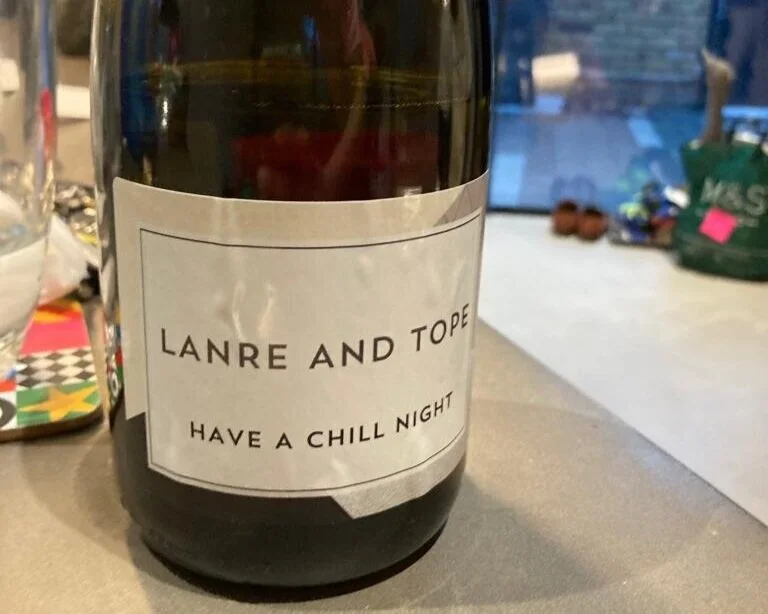 LANRE AND TOPE
HAVE A CHILL NIGHT
M&S